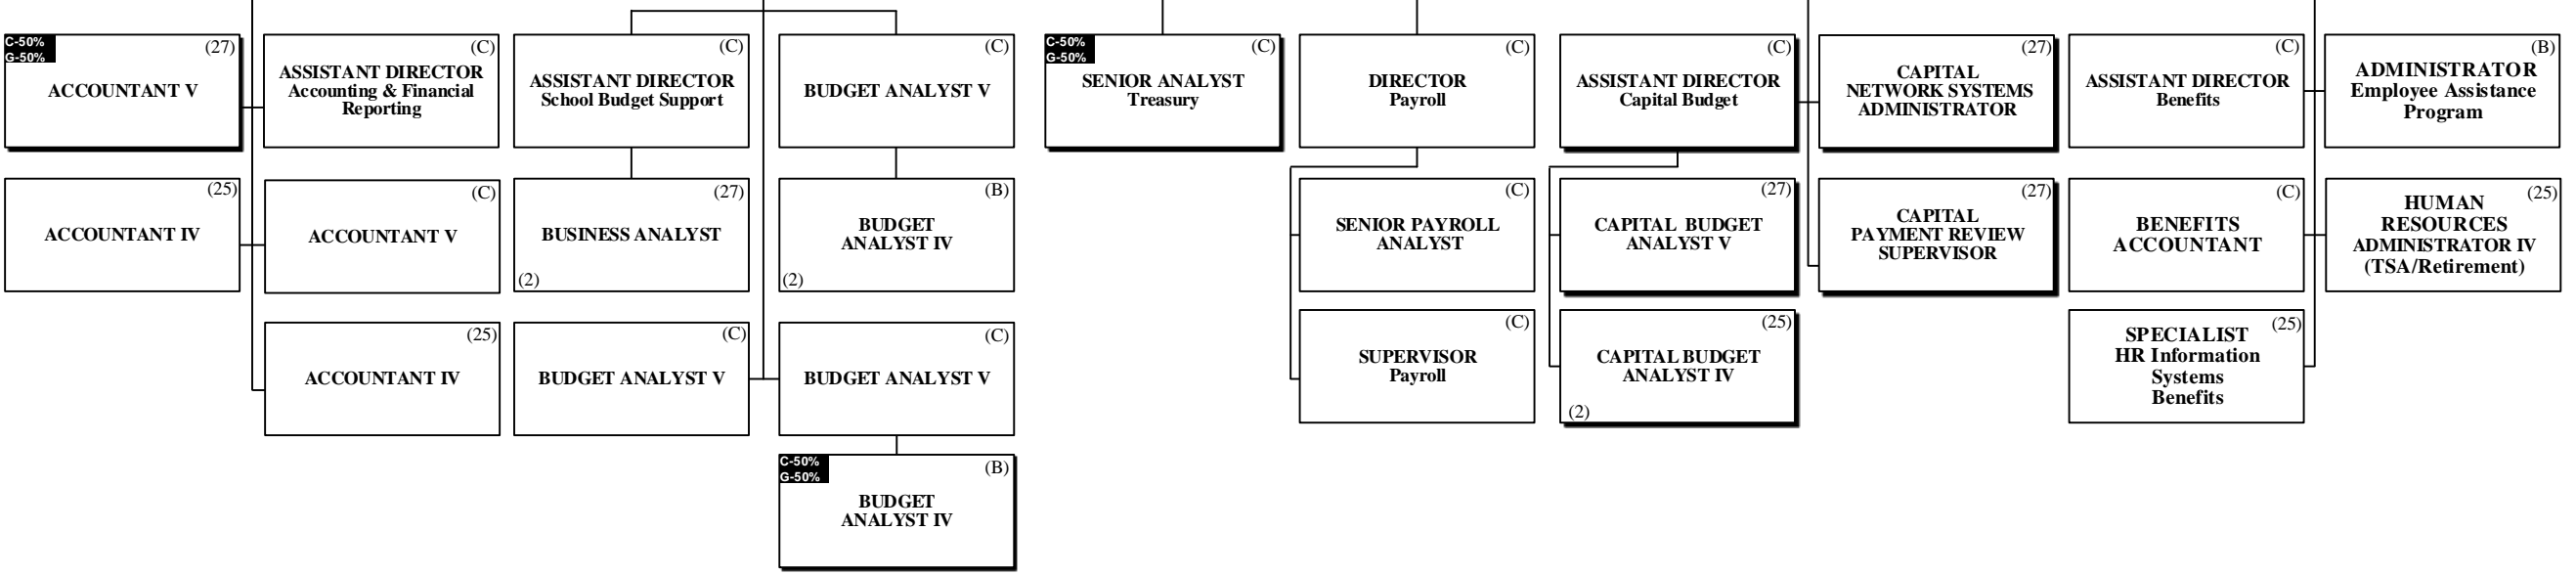 C-50%
G-50%
(27)
ACCOUNTANT V
(C)
ASSISTANT DIRECTOR
Accounting & Financial
Reporting
(C)
ASSISTANT DIRECTOR
School Budget Support
(C)
BUDGET ANALYST V
C-50%
G-50%
(C)
SENIOR ANALYST
Treasury
(C)
DIRECTOR
Payroll
(C)
ASSISTANT DIRECTOR
Capital Budget
(27)
CAPITAL
NETWORK SYSTEMS
ADMINISTRATOR
(C)
ASSISTANT DIRECTOR
Benefits
(B)
ADMINISTRATOR
Employee Assistance
Program
(25)
ACCOUNTANT IV
(C)
ACCOUNTANT V
(27)
BUSINESS ANALYST
(2)
(B)
BUDGET
ANALYST IV
(2)
(C)
SENIOR PAYROLL
ANALYST
(27)
CAPITAL BUDGET
ANALYST V
(27)
CAPITAL
PAYMENT REVIEW
SUPERVISOR
(C)
BENEFITS
ACCOUNTANT
(25)
HUMAN
RESOURCES
ADMINISTRATOR IV
(TSA/Retirement)
(25)
ACCOUNTANT IV
(C)
BUDGET ANALYST V
(C)
BUDGET ANALYST V
(C)
SUPERVISOR
Payroll
(25)
CAPITAL BUDGET
ANALYST IV
(2)
(25)
SPECIALIST
HR Information
Systems
Benefits
C-50%
G-50%
(B)
BUDGET
ANALYST IV